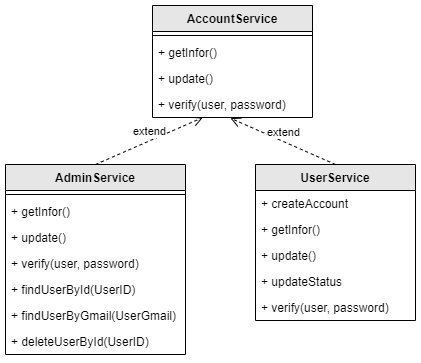 AccountService
+ getInfor()
+ update()
+ verify(user, password)
extend
extend
AdminService
+ getInfor()
+ update()
+ verify(user, password)
+ findUserById(UserID)
+ findUserByGmail(UserGmail)
+ deleteUserById(UserID)
UserService
+ createAccount
+ getInfor()
+ update()
+ updateStatus
+ verify(user, password)